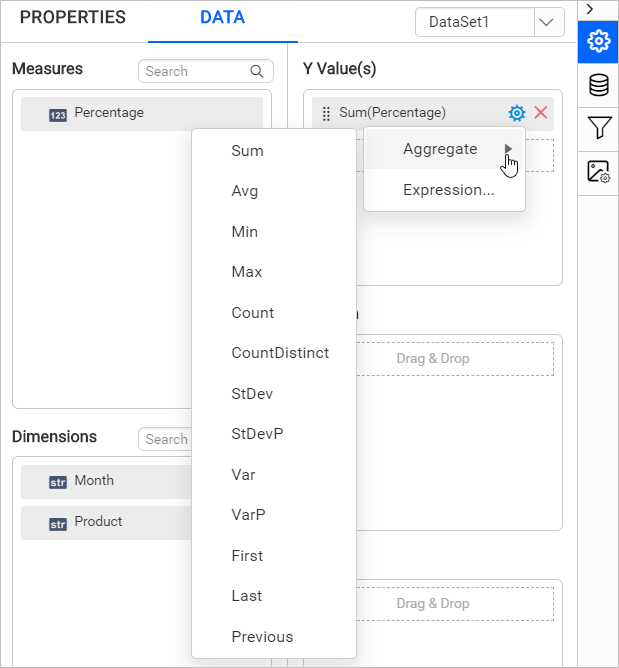 PROPERTIES
DATA
DataSet1
Measures
Search
123 Percentage
Y Value(s)
Sum(Percentage)
Aggregate
Expression...
Sum
Avg
Min
Max
Count
CountDistinct
StDev
StDevP
Var
VarP
First
Last
Previous
Drag & Drop
Dimensions
Search
str Month
str Product
Drag & Drop